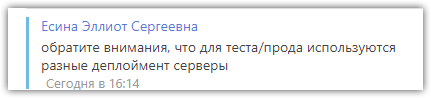 Есина Эллиот Сергеевна
обратите внимания, что для теста/прода используются
разные деплоймент серверы
Сегодня в 16:14